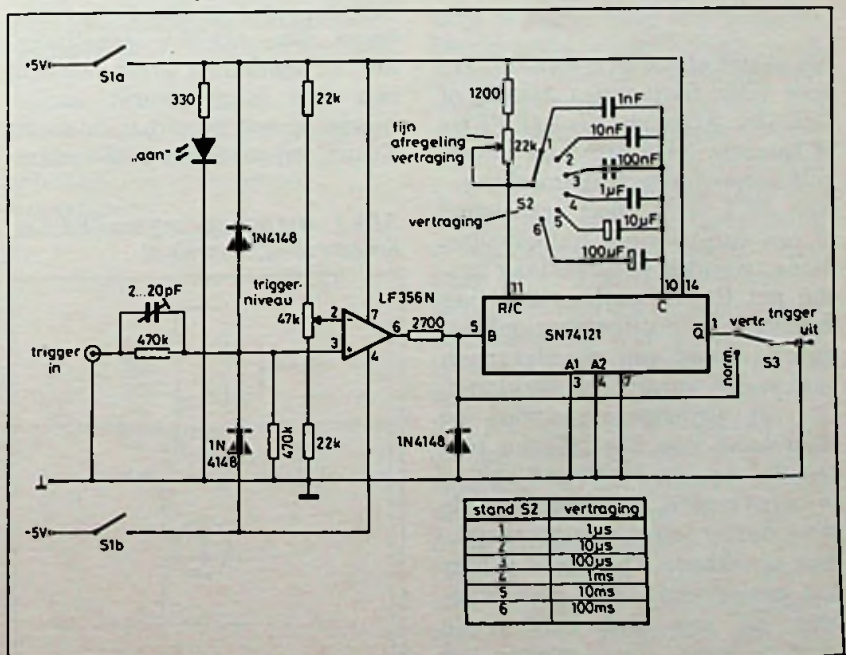 +5V
S1a
330
22k
1200
1nF
10nF
100nF
1µF
10µF
100µF
fijn
afregeling
vertraging
22k
1
2
3
4
5
6
S2
vertraging
„aan"
1N4148
trigger-
niveau
47k
LF356N
2...20pF
470k
trigger
in
2
3
-
+
7
4
6
2700
5
11
10
14
R/C
C
B
SN74121
Q
1
A1
A2
3
4
7
vertr.
trigger
uit
S3
norm.
1N
4148
470k
22k
1N4148
-5V
S1b
stand S2 vertraging
1 1µs
2 10µs
3 100µs
4 1ms
5 10ms
6 100ms